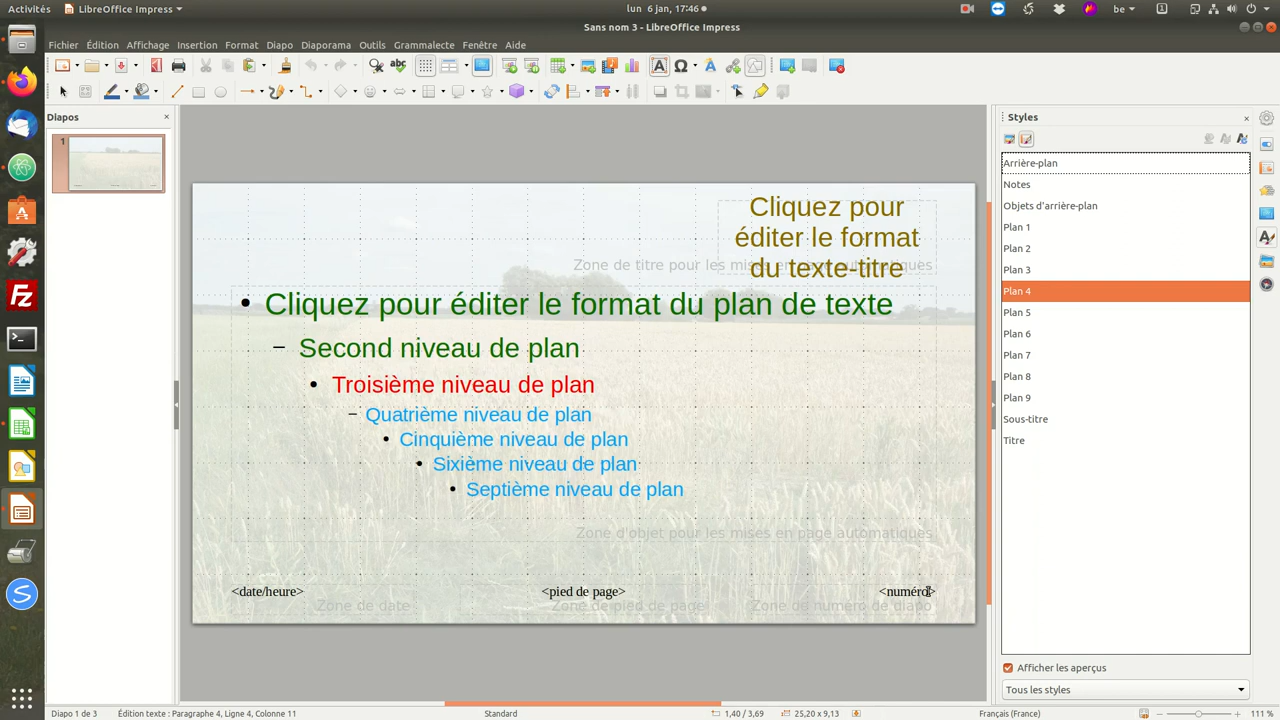 Activités
LibreOffice Impress
lun 6 jan, 17:46
be
Sans nom 3 - LibreOffice Impress
Fichier Édition Affichage Insertion Format Diapo Diaporama Outils Grammalecte Fenêtre Aide
Diapos
1
Cliquez pour
éditer le format
du texte-titre
Zone de titre pour les mises en page automatiques
Cliquez pour éditer le format du plan de texte
Second niveau de plan
Troisième niveau de plan
Quatrième niveau de plan
Cinquième niveau de plan
Sixième niveau de plan
Septième niveau de plan
Zone d'objet pour les mises en page automatiques
<date/heure>
<pied de page>
<numéro>
Zone de date
Zone de pied de page
Zone de numéro de diapo
Styles
Arrière-plan
Notes
Objets d'arrière-plan
Plan 1
Plan 2
Plan 3
Plan 4
Plan 5
Plan 6
Plan 7
Plan 8
Plan 9
Sous-titre
Titre
Afficher les aperçus
Tous les styles
Diapo 1 de 3
Édition texte : Paragraphe 4, Ligne 4, Colonne 11
Standard
1,40 / 3,69
25,20 x 9,13
Français (France)
111 %